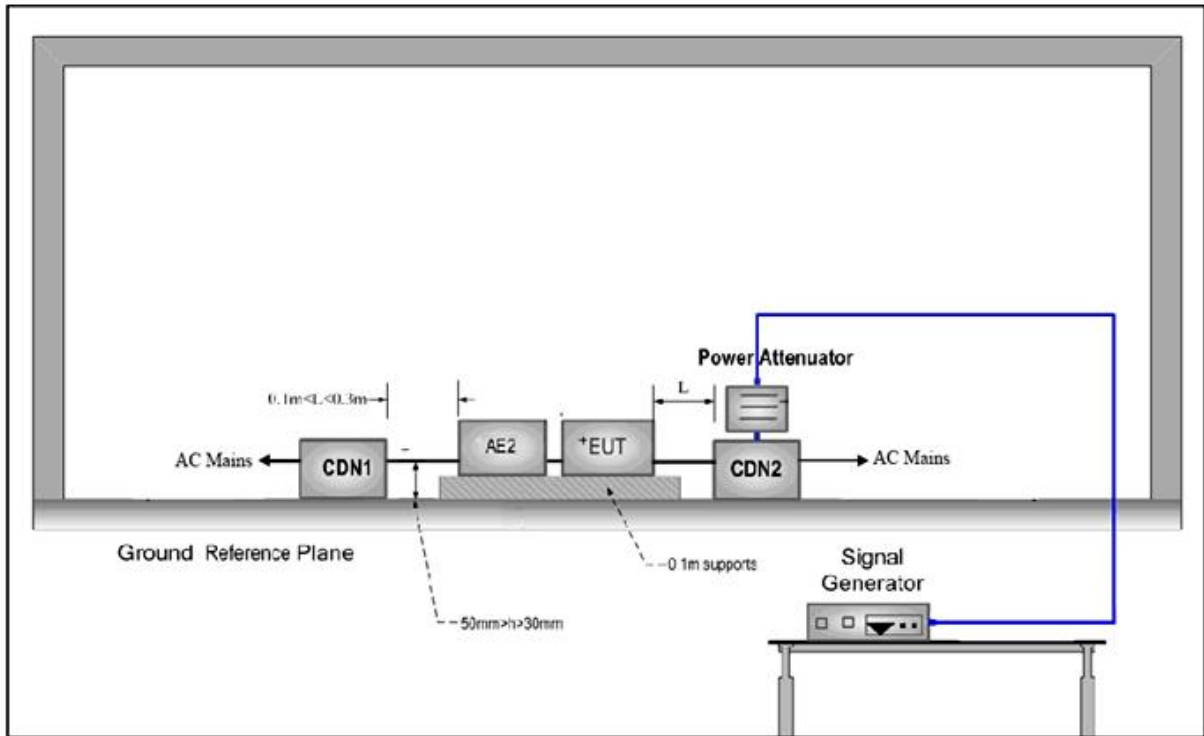 Power Attenuator
0.1m<L<0.3m
L
AE2
+EUT
AC Mains
CDN1
CDN2
AC Mains
Ground Reference Plane
0 1m supports
50mm>h>30mm
Signal
Generator